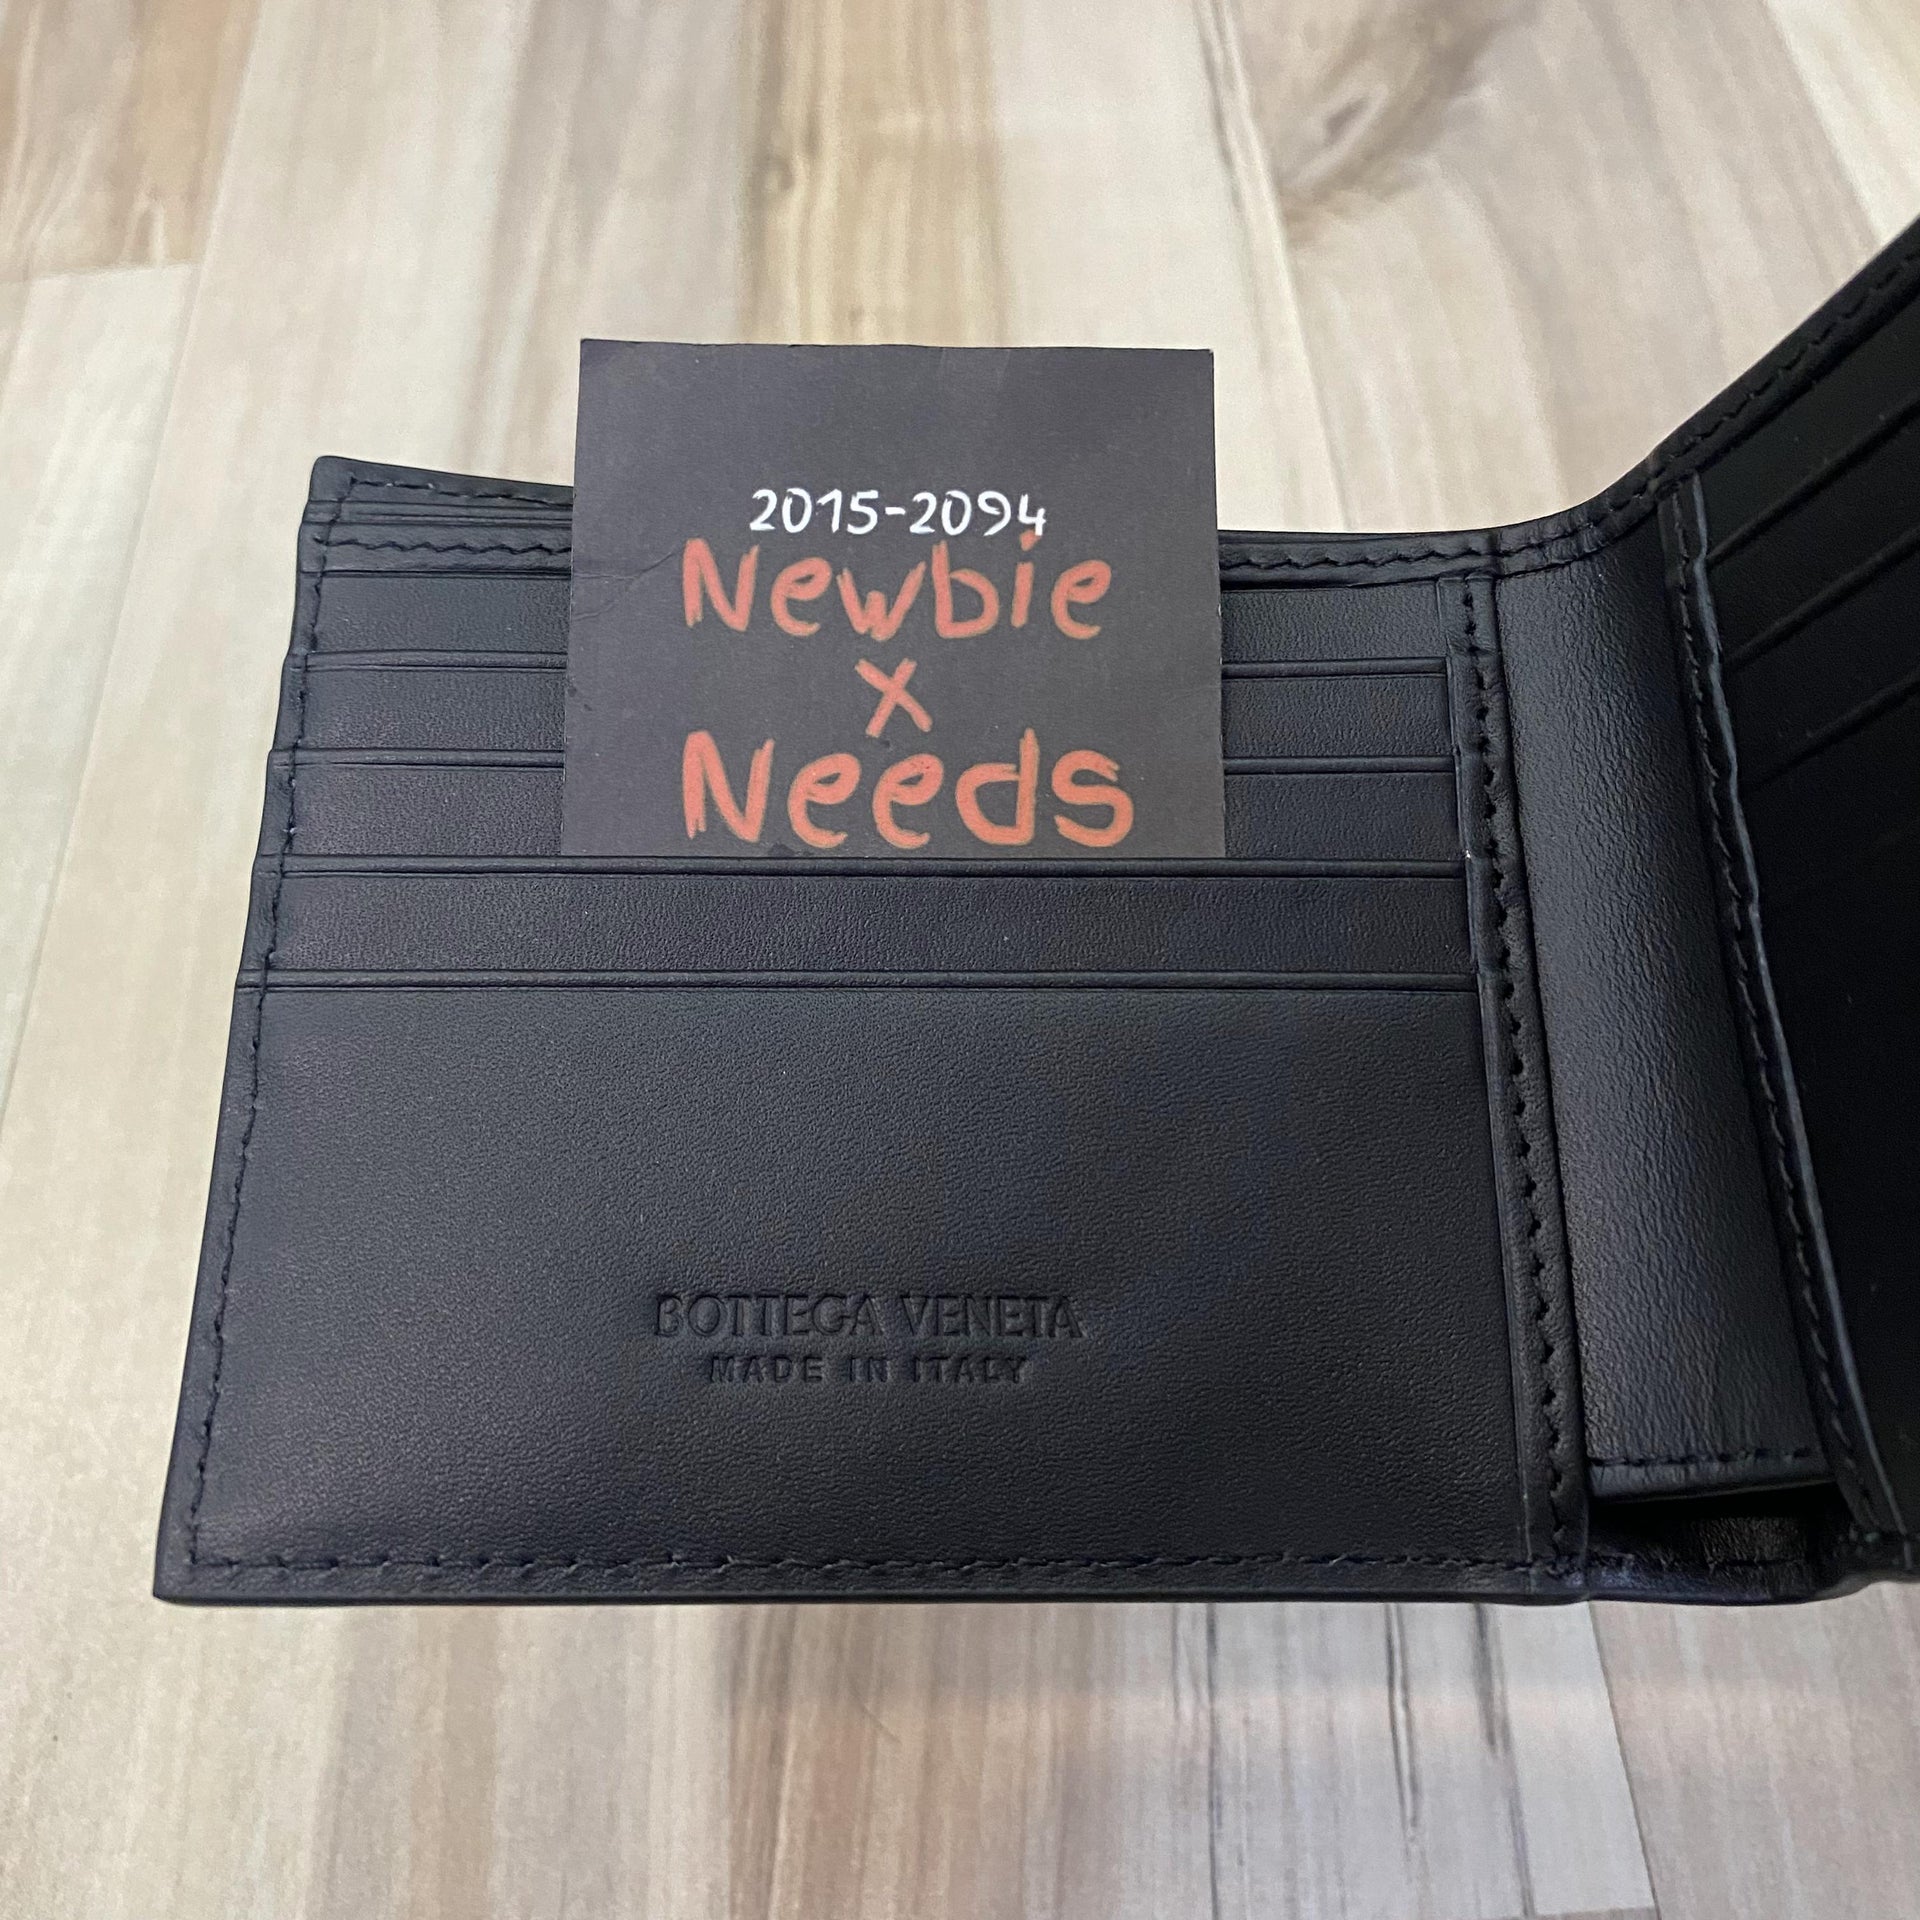 2015-2094
Newbie
x
Needs
BOTTEGA VENETA
MADE IN ITALY